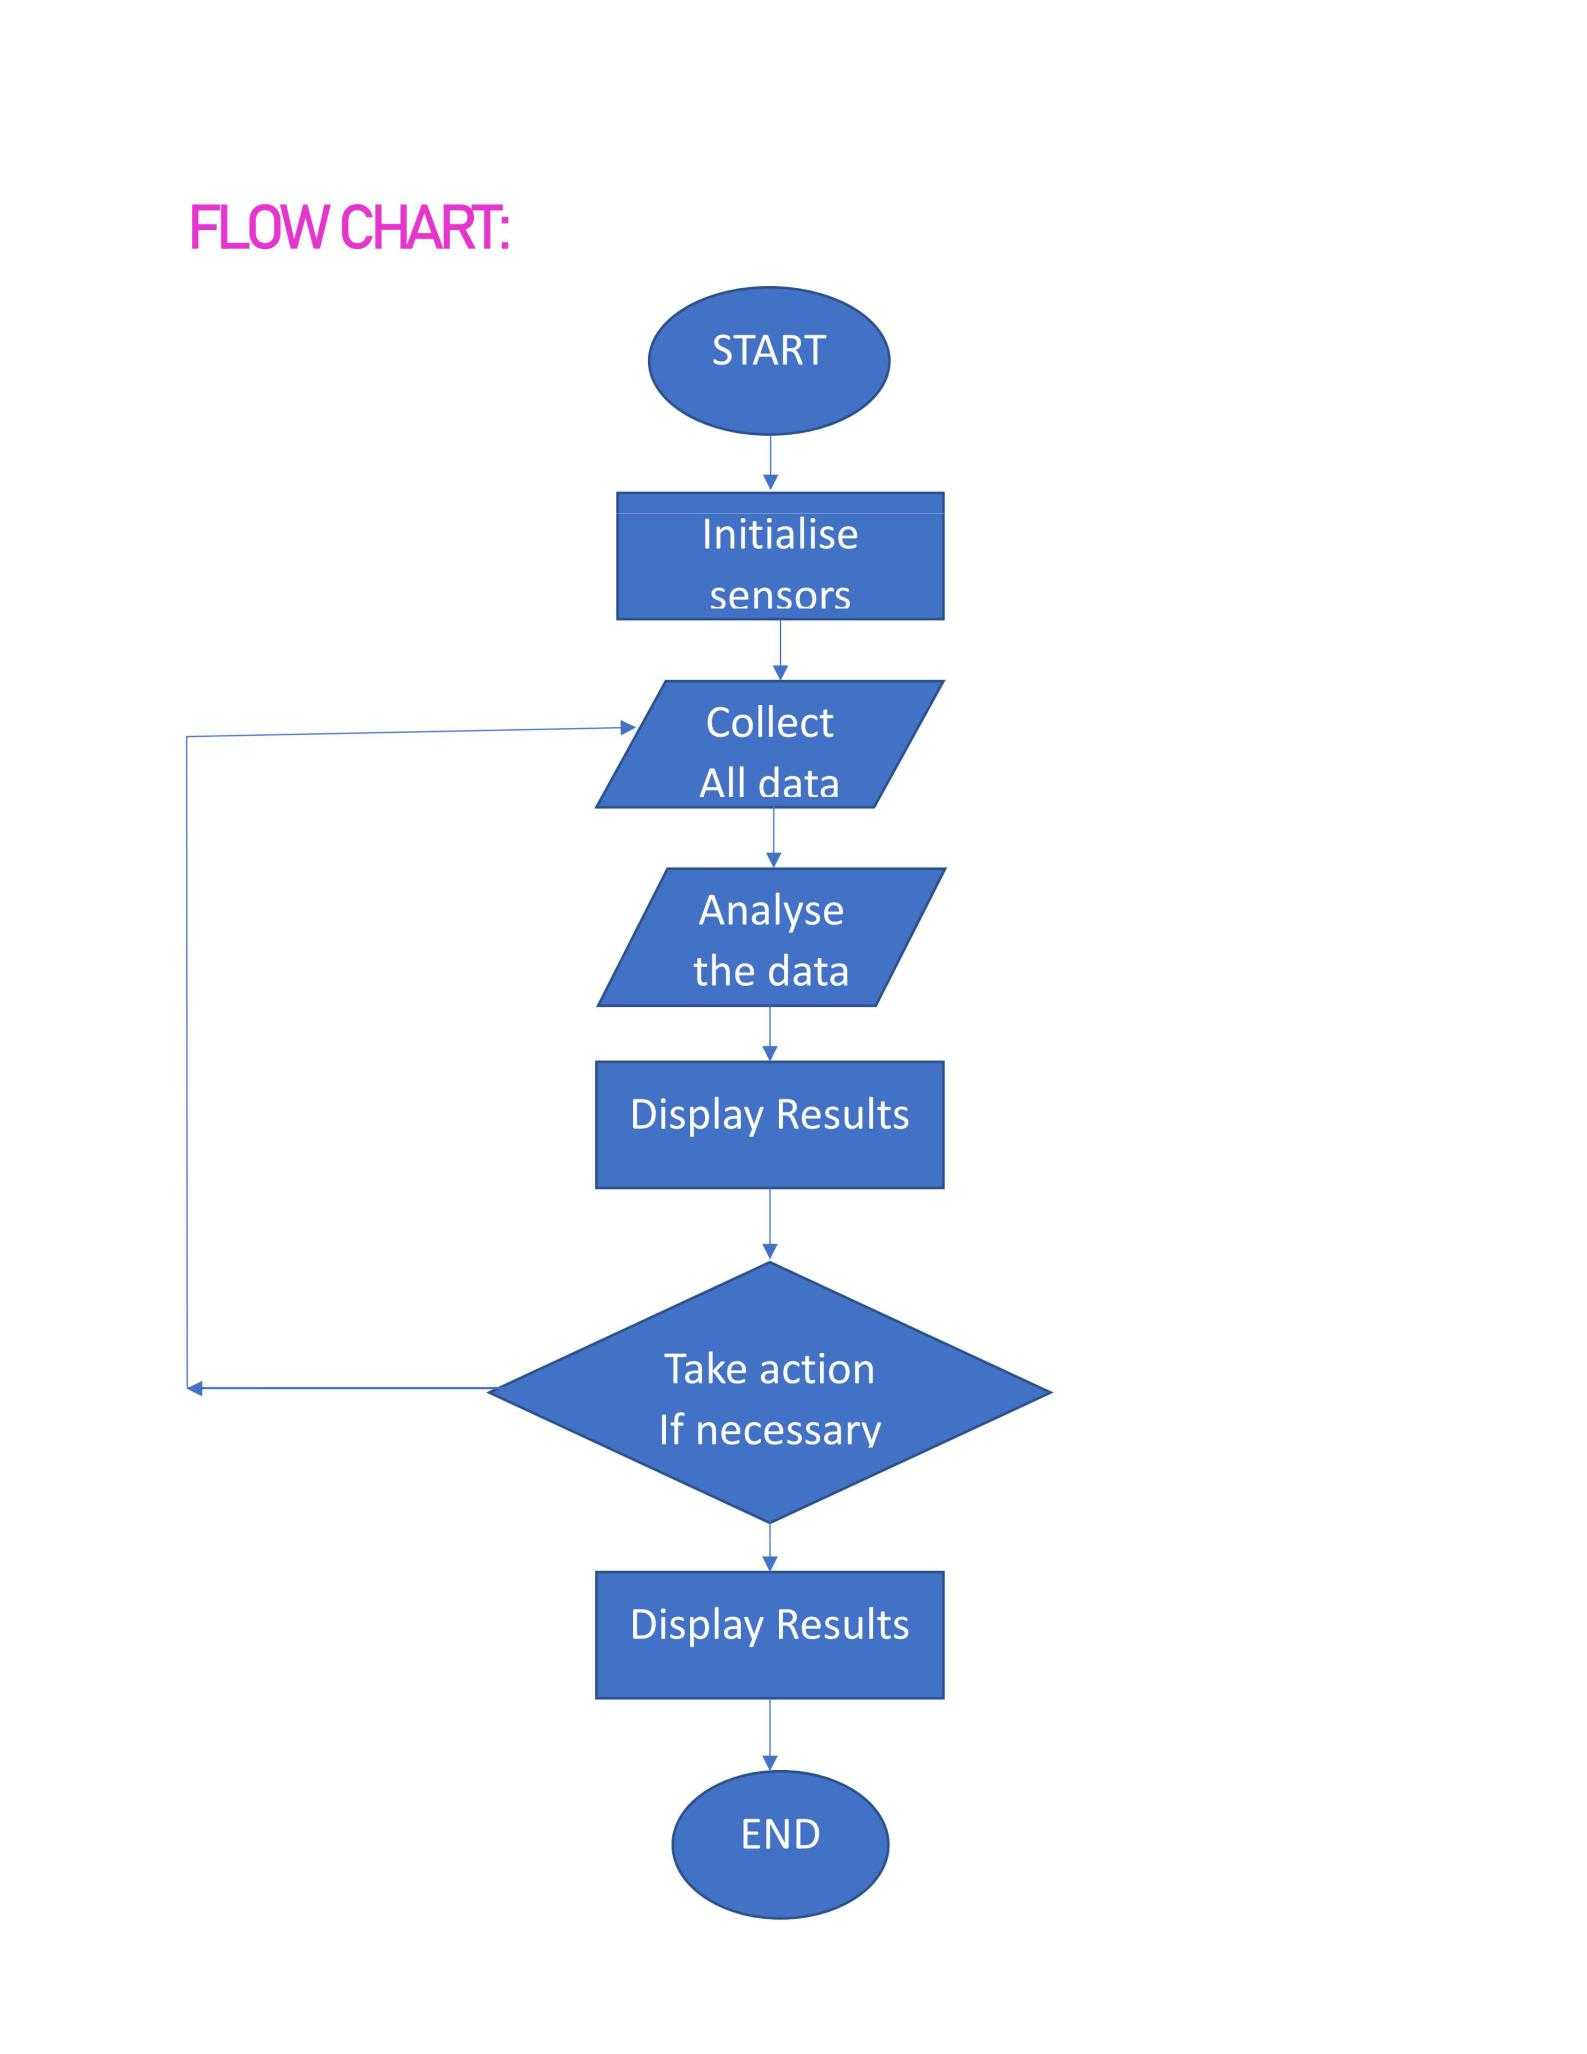 FLOW CHART:
START
Initialise
sensors
Collect
All data
Analyse
the data
Display Results
Take action
If necessary
Display Results
END